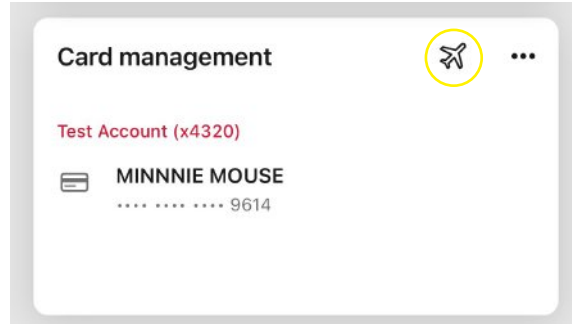 Card management
Test Account (x4320)
MINNNIE MOUSE
•••• •••• •••• 9614